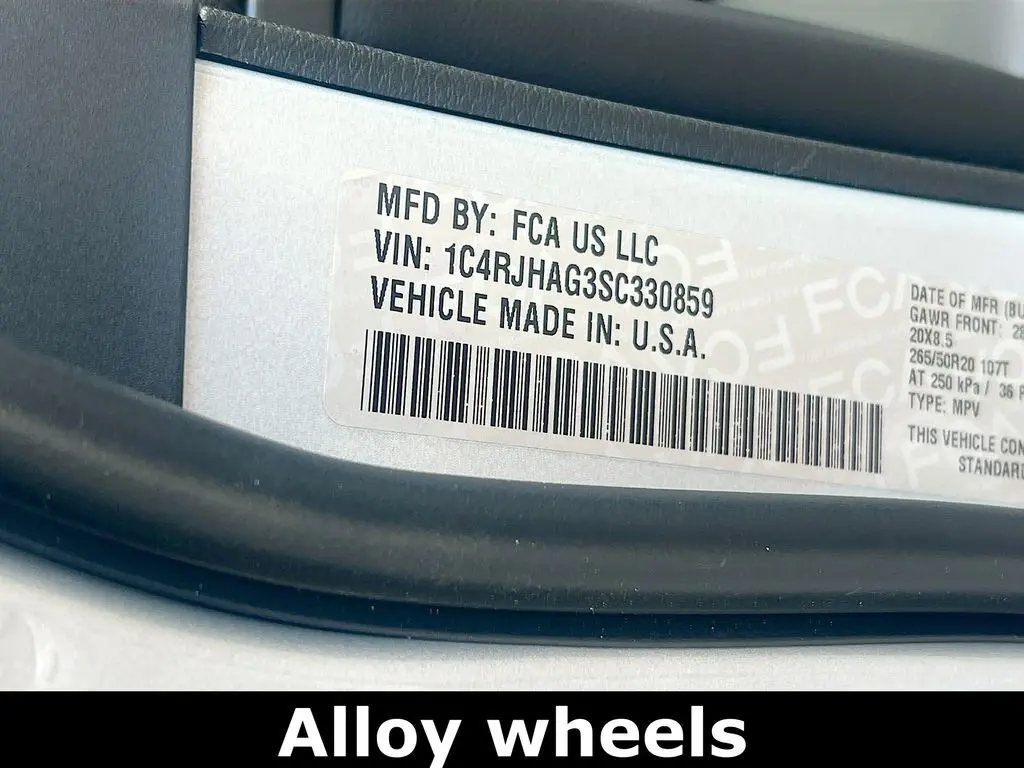 MFD BY: FCA US LLC
VIN: 1C4RJHAG3SC330859
VEHICLE MADE IN: U.S.A.
DATE OF MFR
GAWR FRONT:
20X8.5
265/50R20 107T
AT 250 kPa / 36
TYPE: MPV
THIS VEHICLE
Alloy wheels